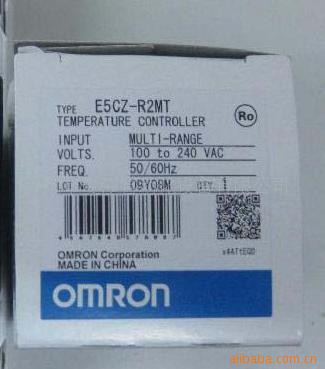 TYPE E5CZ-R2MT
TEMPERATURE CONTROLLER
Ro
INPUT MULTI-RANGE
VOLTS. 100 to 240 VAC
FREQ. 50/60Hz
LOT No. 09Y08M QTY. 1
OMRON Corporation
MADE IN CHINA
OMRON
alibaba.com.cn